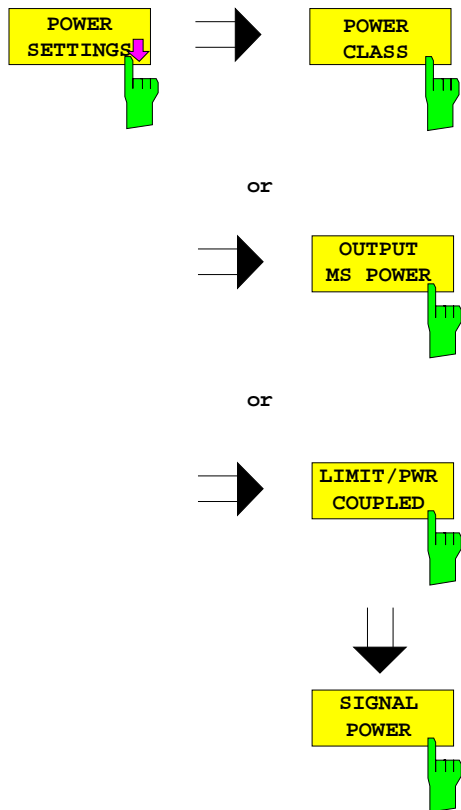 POWER
SETTINGS
POWER
CLASS
or
OUTPUT
MS POWER
or
LIMIT/PWR
COUPLED
SIGNAL
POWER